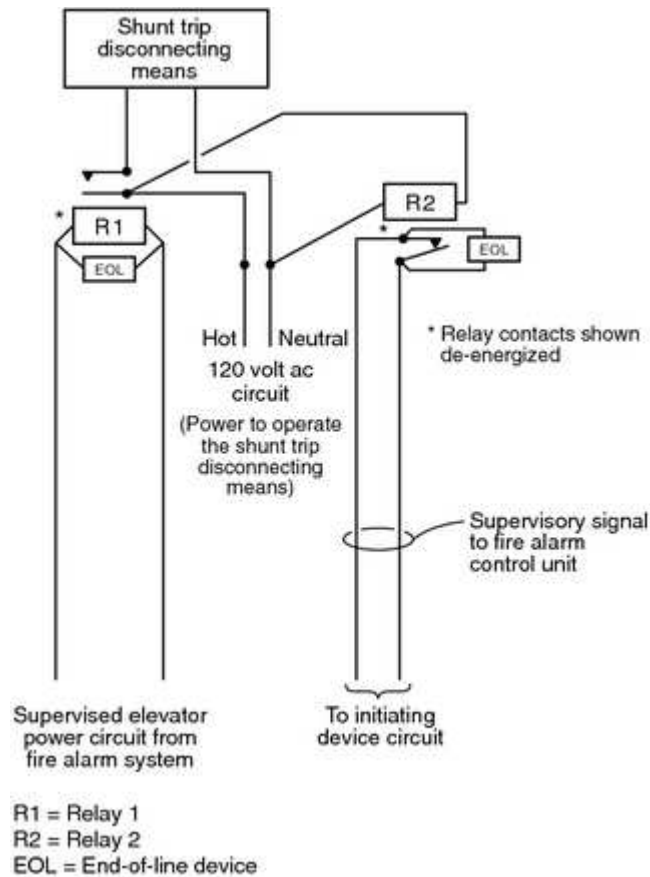 Shunt trip
disconnecting
means
*
R1
EOL
R2
*
EOL
Hot
Neutral
120 volt ac
circuit
(Power to operate
the shunt trip
disconnecting
means)
* Relay contacts shown
de-energized
Supervisory signal
to fire alarm
control unit
Supervised elevator
power circuit from
fire alarm system
To initiating
device circuit
R1 = Relay 1
R2 = Relay 2
EOL = End-of-line device